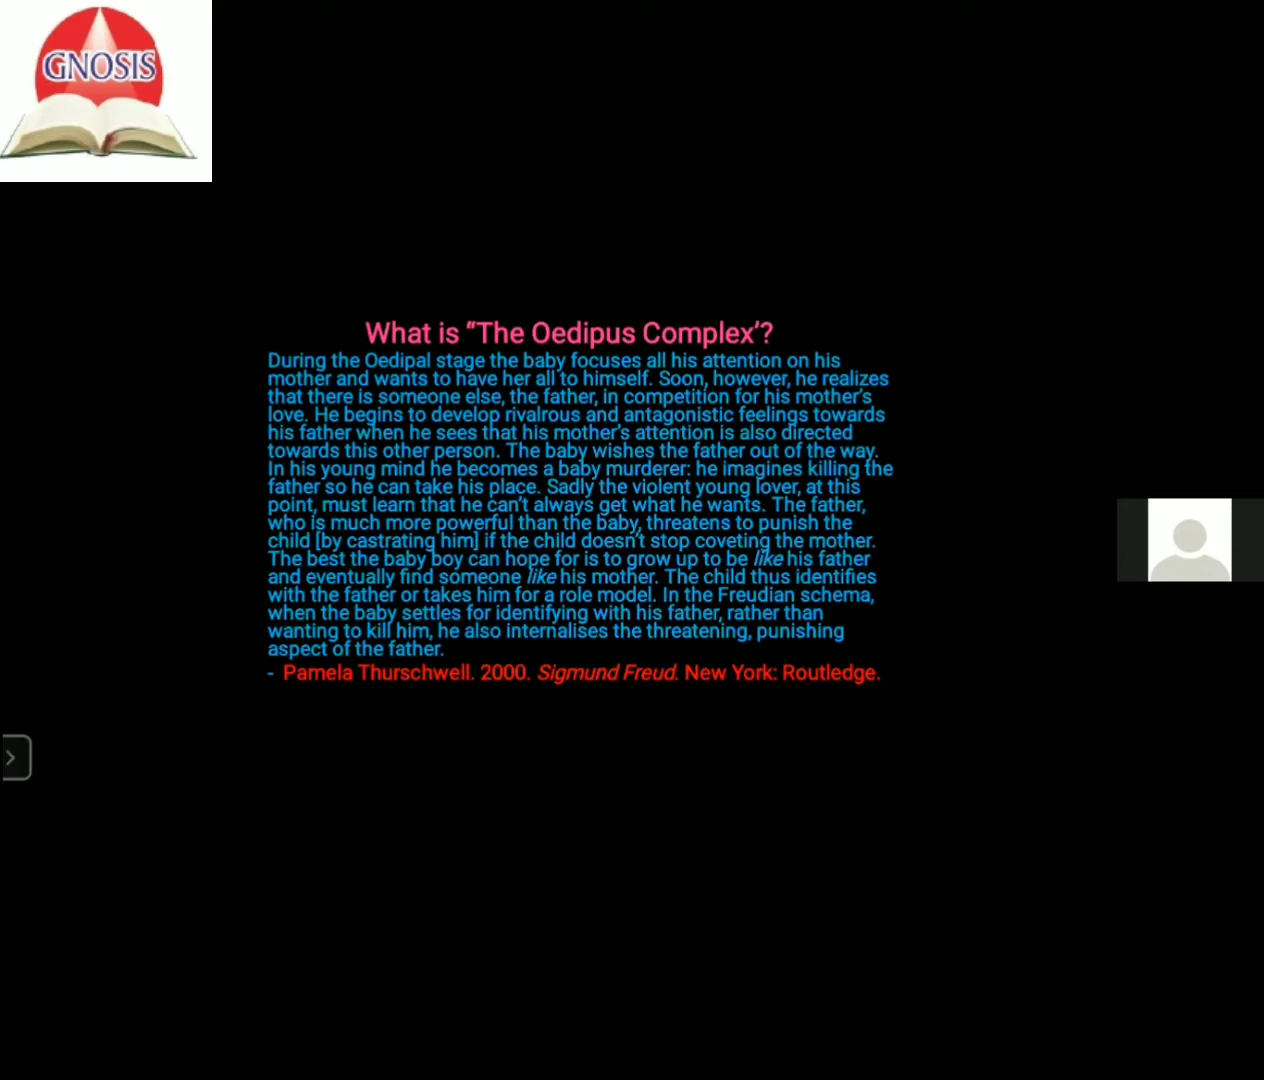 GNOSIS
What is “The Oedipus Complex’?
During the Oedipal stage the baby focuses all his attention on his
mother and wants to have her all to himself. Soon, however, he realizes
that there is someone else, the father, in competition for his mother’s
love. He begins to develop rivalrous and antagonistic feelings towards
his father when he sees that his mother’s attention is also directed
towards this other person. The baby wishes the father out of the way.
In his young mind he becomes a baby murderer: he imagines killing the
father so he can take his place. Sadly the violent young lover, at this
point, must learn that he can’t always get what he wants. The father,
who is much more powerful than the baby, threatens to punish the
child [by castrating him] if the child doesn’t stop coveting the mother.
The best the baby boy can hope for is to grow up to be like his father
and eventually find someone like his mother. The child thus identifies
with the father or takes him for a role model. In the Freudian schema,
when the baby settles for identifying with his father, rather than
wanting to kill him, he also internalises the threatening, punishing
aspect of the father.
- Pamela Thurschwell. 2000. Sigmund Freud. New York: Routledge.